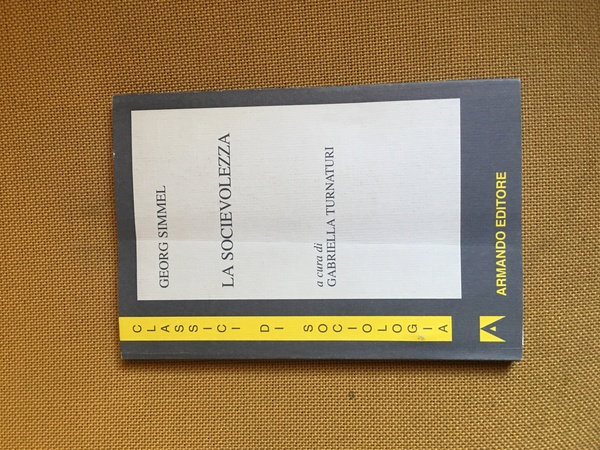 CLASSICI DI SOCIOLOGIA
GEORG SIMMEL
LA SOCIEVOLEZZA
a cura di
GABRIELLA TURNATURI
ARMANDO EDITORE